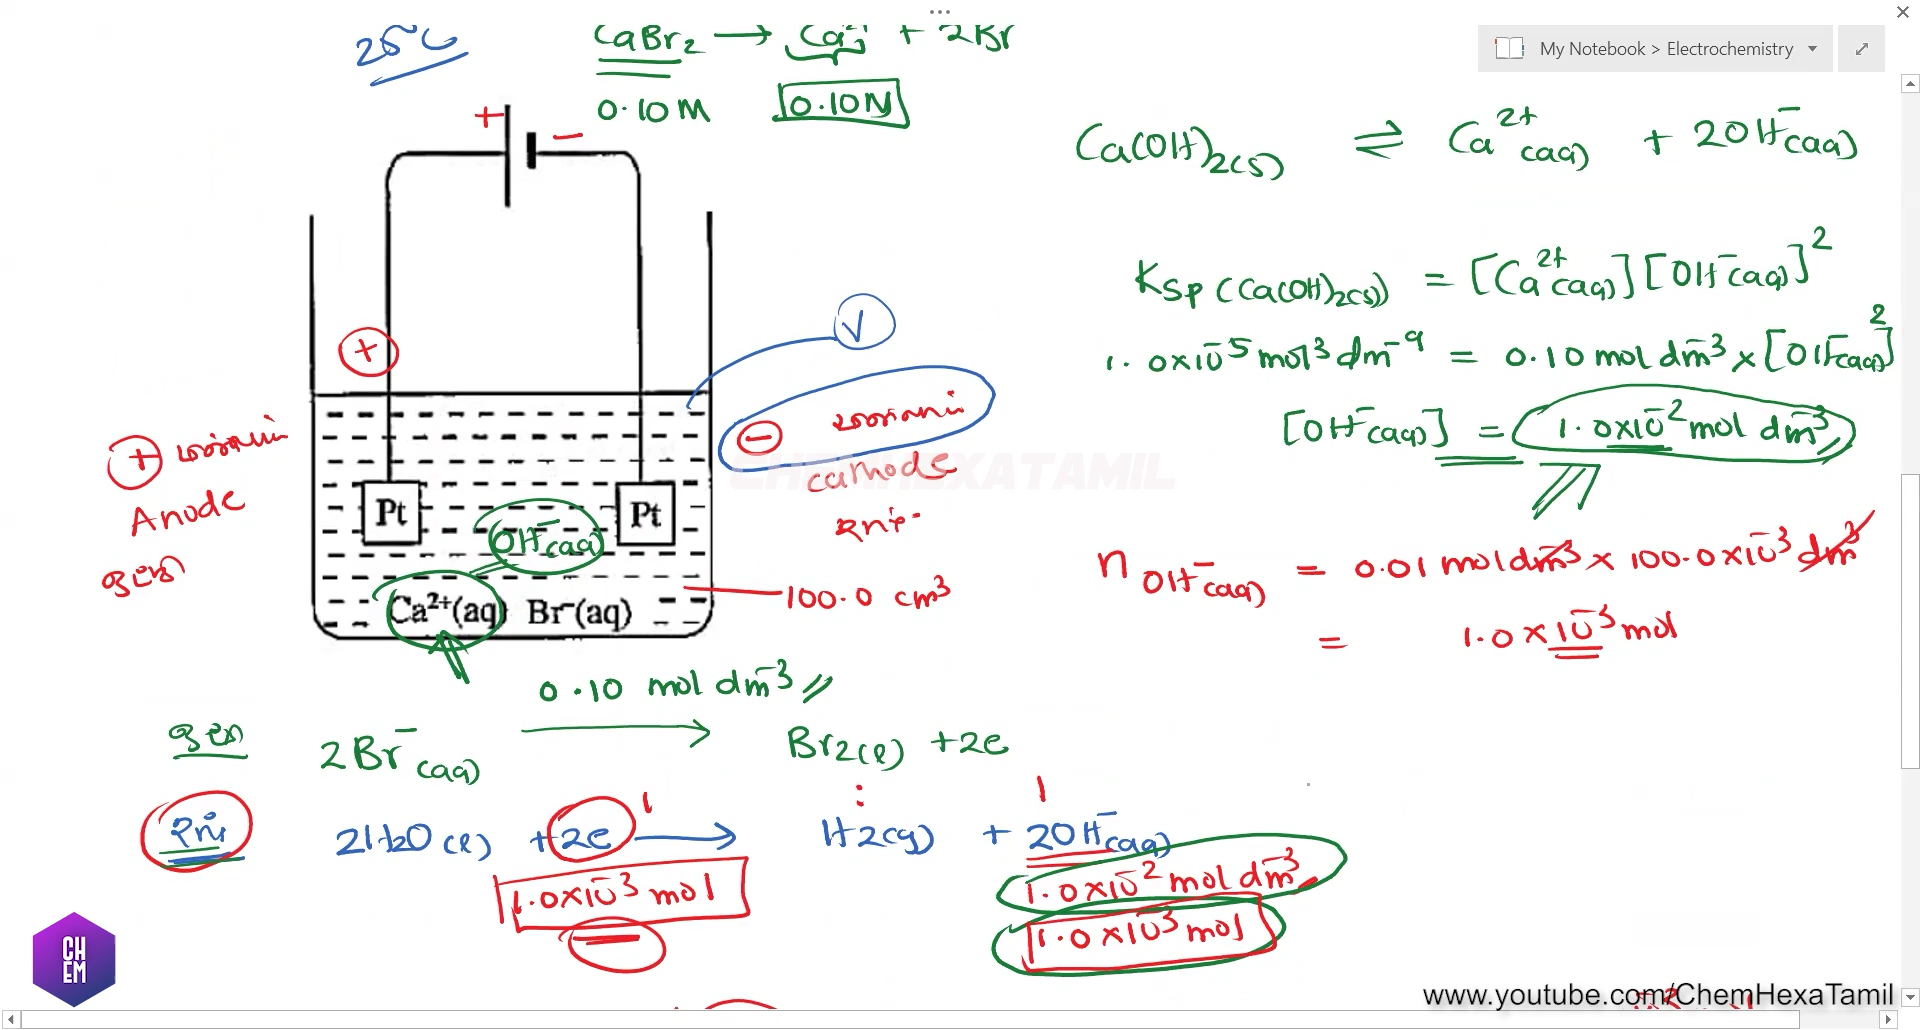 25°C
CaBr₂ → Ca²⁺ + 2Br
0.10M 0.10M
My Notebook > Electrochemistry
+ −
Ca(OH)₂(s) ⇌ Ca²⁺(aq) + 2OH⁻(aq)
Ksp (Ca(OH)₂(s)) = [Ca²⁺(aq)][OH⁻(aq)]²
1.0×10⁻⁵ mol³ dm⁻⁹ = 0.10 mol dm⁻³ × [OH⁻(aq)]²
[OH⁻(aq)] = 1.0×10⁻² mol dm⁻³
+
+
Anode
−
cathode
CHEMHEXATAMIL
Pt Pt
OH⁻(aq)
Ca²⁺(aq) Br⁻(aq)
100.0 cm³
n OH⁻(aq) = 0.01 mol dm⁻³ × 100.0×10⁻³ dm³
= 1.0×10⁻³ mol
0.10 mol dm⁻³
2Br⁻(aq) → Br₂(l) + 2e
2H₂O(l) + 2e → H₂(g) + 2OH⁻(aq)
1.0×10⁻³ mol 1.0×10⁻² mol dm⁻³
1.0×10⁻³ mol
CH
EM
www.youtube.com/ChemHexaTamil